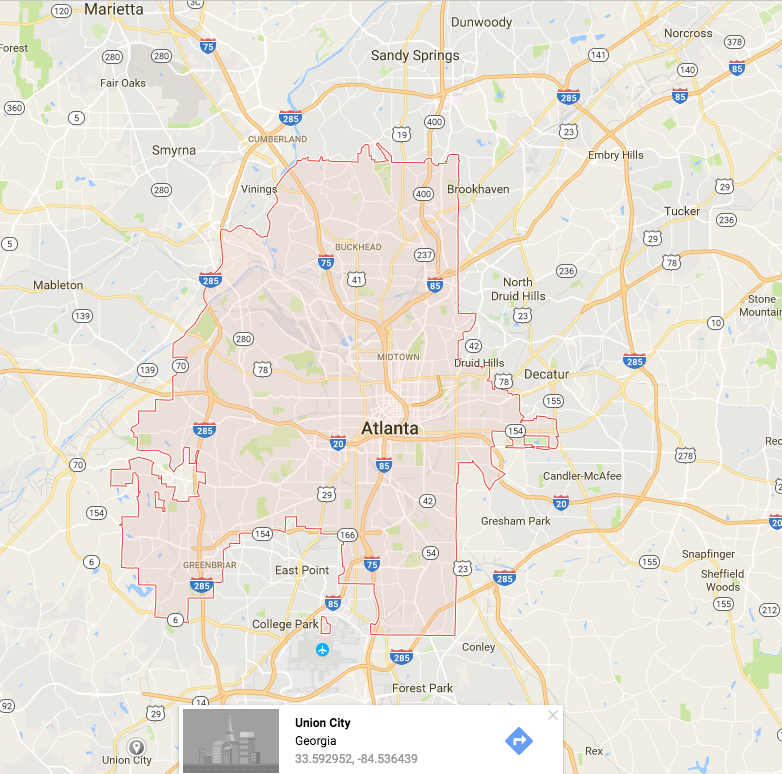 120
Marietta
3C
Dunwoody
Norcross
378
Forest
75
280
280
Sandy Springs
141
140
85
Fair Oaks
285
85
360
5
285
400
19
23
CUMBERLAND
Smyrna
Embry Hills
280
Vinings
400
Brookhaven
29
Tucker
236
5
BUCKHEAD
237
29
78
75
41
285
85
236
Mableton
North
Druid Hills
Stone
Mountain
139
23
10
280
42
MIDTOWN
285
139
70
78
Druid Hills
78
Decatur
155
285
Atlanta
154
20
Red
70
85
278
Candler-McAfee
2
154
29
42
20
Gresham Park
20
154
166
54
6
GREENBRIAR
East Point
75
23
285
155
Snapfinger
Sheffield
Woods
285
85
155
212
6
College Park
Conley
285
Forest Park
92
29
14
Union City
Georgia
33.592952, -84.536439
Union City
Rex